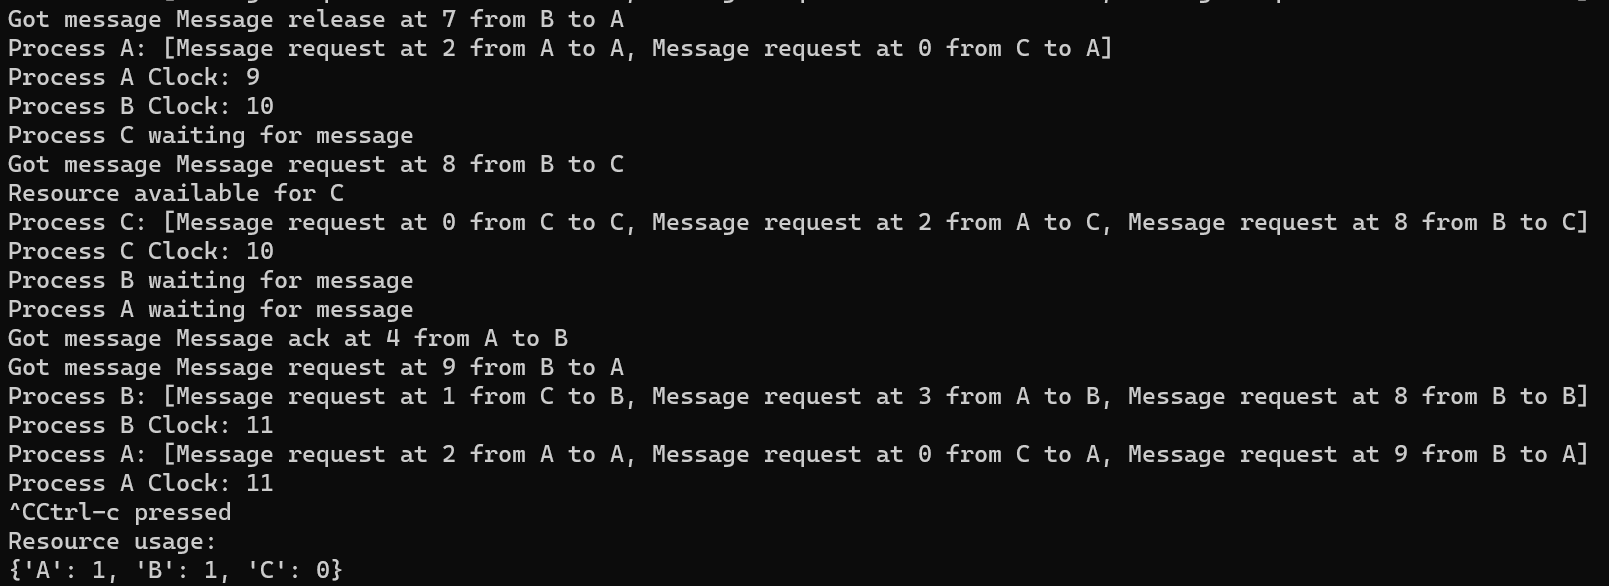 Got message Message release at 7 from B to A
Process A: [Message request at 2 from A to A, Message request at 0 from C to A]
Process A Clock: 9
Process B Clock: 10
Process C waiting for message
Got message Message request at 8 from B to C
Resource available for C
Process C: [Message request at 0 from C to C, Message request at 2 from A to C, Message request at 8 from B to C]
Process C Clock: 10
Process B waiting for message
Process A waiting for message
Got message Message ack at 4 from A to B
Got message Message request at 9 from B to A
Process B: [Message request at 1 from C to B, Message request at 3 from A to B, Message request at 8 from B to B]
Process B Clock: 11
Process A: [Message request at 2 from A to A, Message request at 0 from C to A, Message request at 9 from B to A]
Process A Clock: 11
^CCtrl-c pressed
Resource usage:
{'A': 1, 'B': 1, 'C': 0}